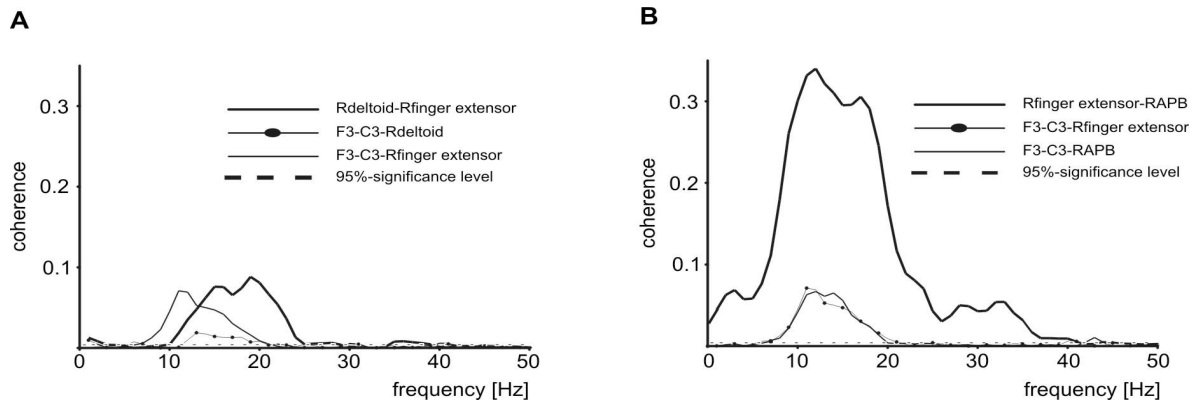 A
B
0.3
0.2
0.1
coherence
Rdeltoid-Rfinger extensor
F3-C3-Rdeltoid
F3-C3-Rfinger extensor
95%-significance level
0 10 20 30 40 50
frequency [Hz]
0.3
0.2
0.1
coherence
Rfinger extensor-RAPB
F3-C3-Rfinger extensor
F3-C3-RAPB
95%-significance level
0 10 20 30 40 50
frequency [Hz]